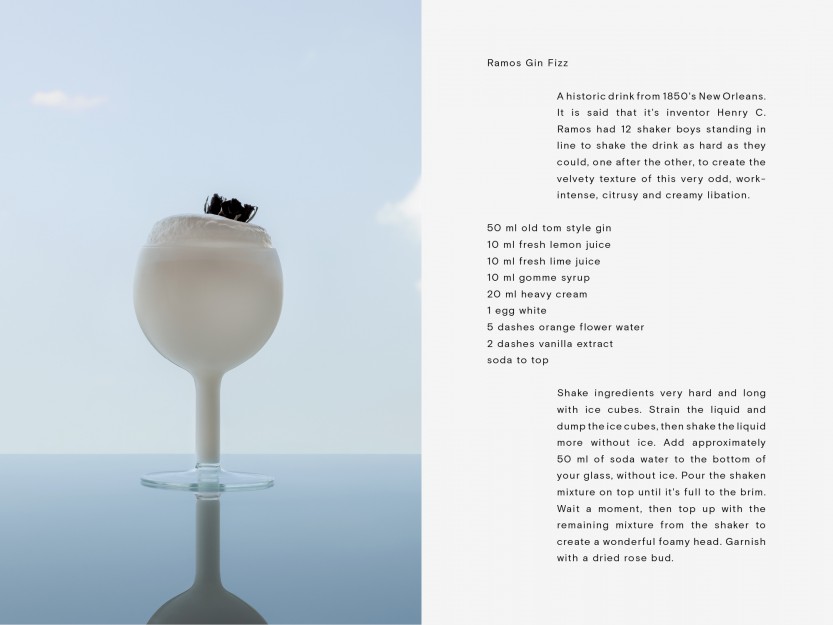 Ramos Gin Fizz
A historic drink from 1850's New Orleans.
It is said that it's inventor Henry C.
Ramos had 12 shaker boys standing in
line to shake the drink as hard as they
could, one after the other, to create the
velvety texture of this very odd, work-
intense, citrusy and creamy libation.
50 ml old tom style gin
10 ml fresh lemon juice
10 ml fresh lime juice
10 ml gomme syrup
20 ml heavy cream
1 egg white
5 dashes orange flower water
2 dashes vanilla extract
soda to top
Shake ingredients very hard and long
with ice cubes. Strain the liquid and
dump the ice cubes, then shake the liquid
more without ice. Add approximately
50 ml of soda water to the bottom of
your glass, without ice. Pour the shaken
mixture on top until it's full to the brim.
Wait a moment, then top up with the
remaining mixture from the shaker to
create a wonderful foamy head. Garnish
with a dried rose bud.